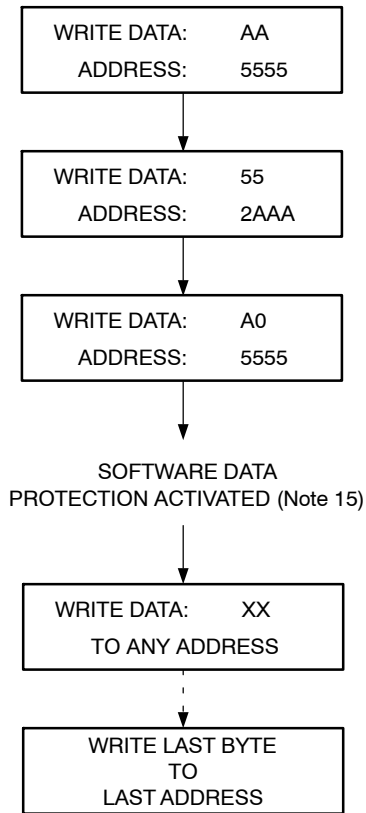 WRITE DATA: AA
ADDRESS: 5555
WRITE DATA: 55
ADDRESS: 2AAA
WRITE DATA: A0
ADDRESS: 5555
SOFTWARE DATA
PROTECTION ACTIVATED (Note 15)
WRITE DATA: XX
TO ANY ADDRESS
WRITE LAST BYTE
TO
LAST ADDRESS